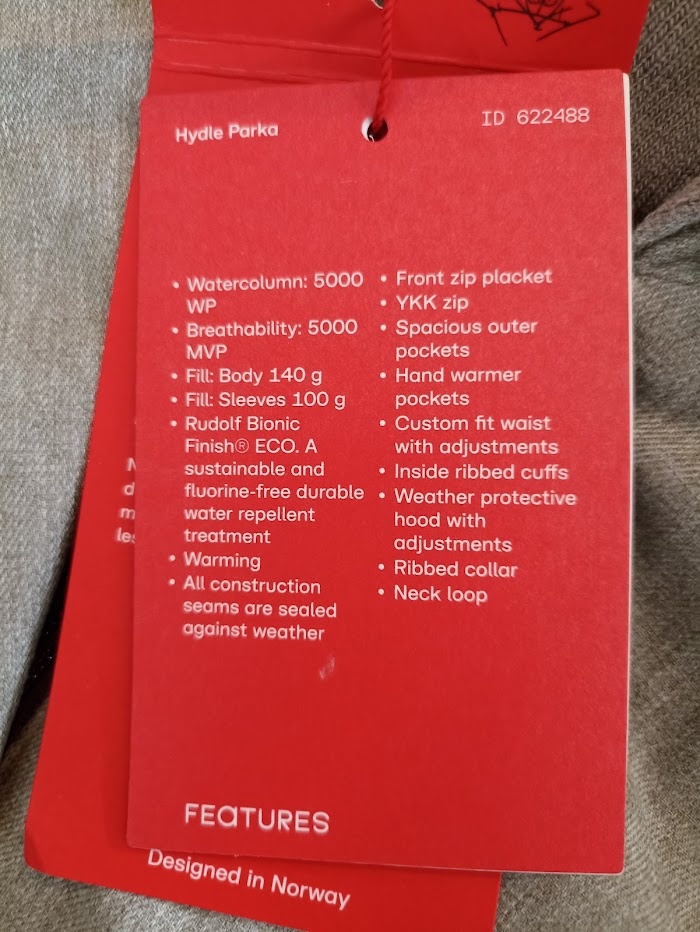 Hydle Parka
ID 622488
• Watercolumn: 5000
WP
• Breathability: 5000
MVP
• Fill: Body 140 g
• Fill: Sleeves 100 g
• Rudolf Bionic
Finish® ECO. A
sustainable and
fluorine-free durable
water repellent
treatment
• Warming
• All construction
seams are sealed
against weather
• Front zip placket
• YKK zip
• Spacious outer
pockets
• Hand warmer
pockets
• Custom fit waist
with adjustments
• Inside ribbed cuffs
• Weather protective
hood with
adjustments
• Ribbed collar
• Neck loop
FEATURES
Designed in Norway